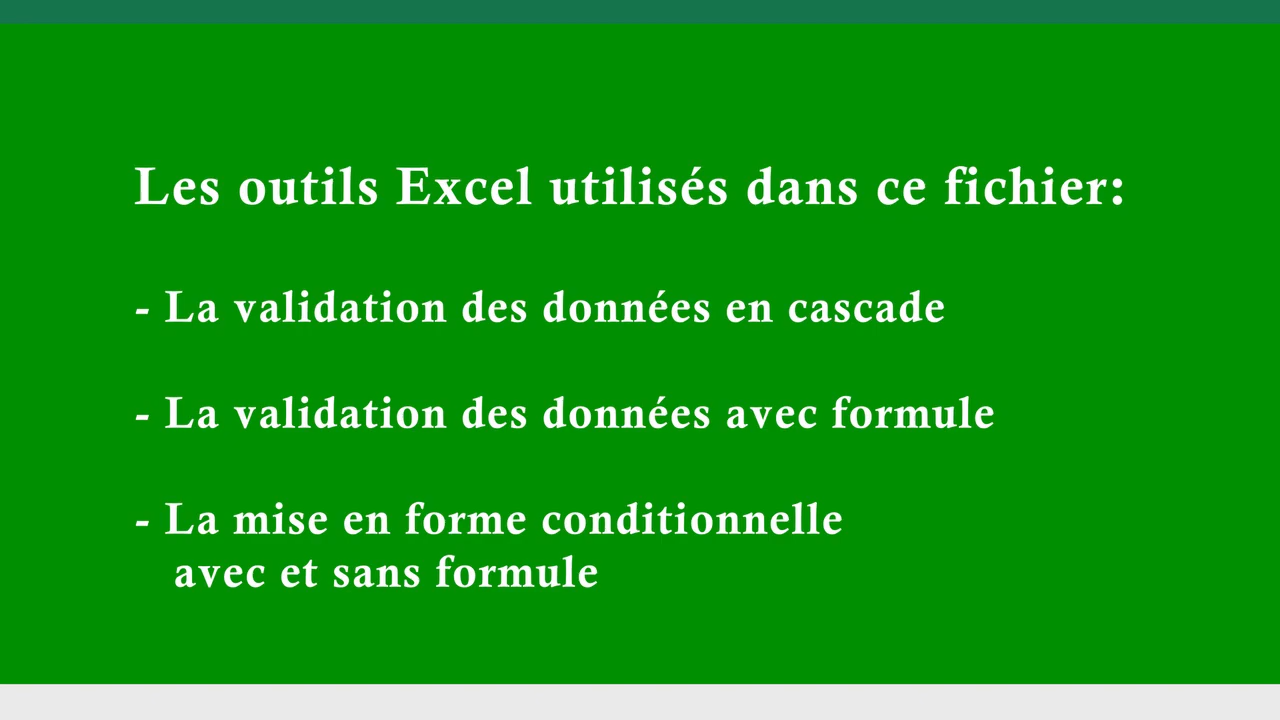 Les outils Excel utilisés dans ce fichier:
- La validation des données en cascade
- La validation des données avec formule
- La mise en forme conditionnelle
avec et sans formule